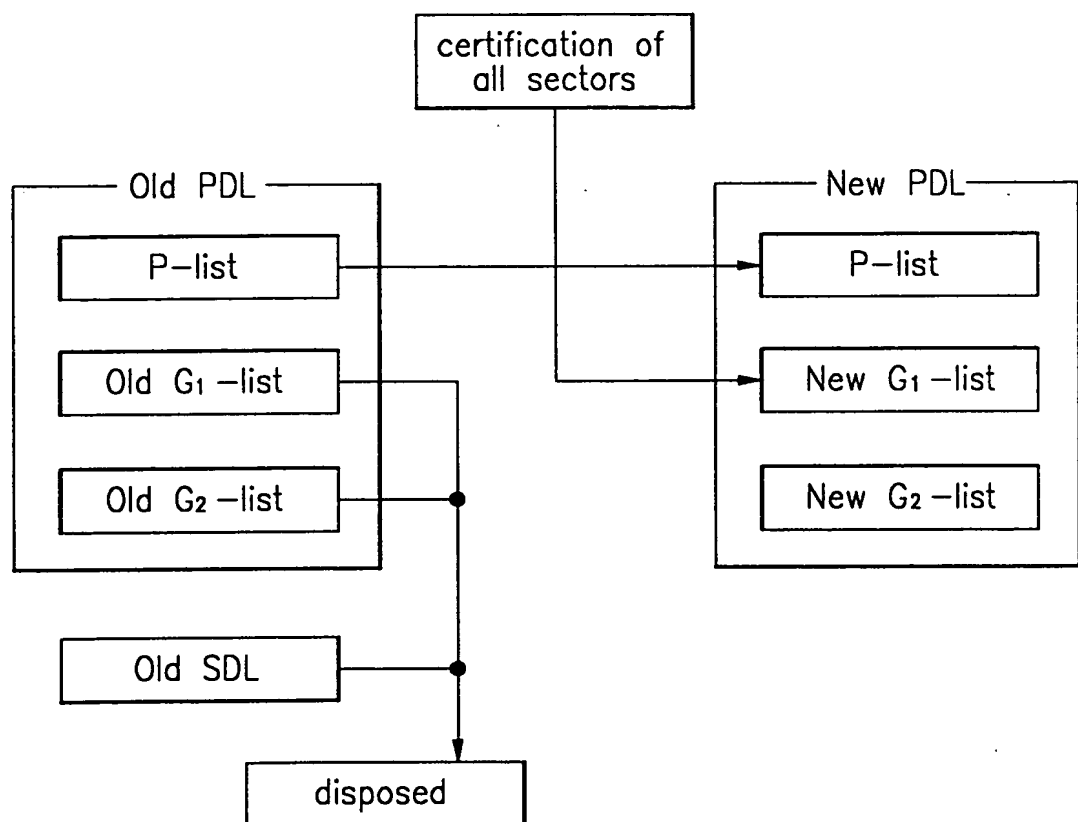 certification of
all sectors
Old PDL
New PDL
P-list
P-list
Old G1-list
New G1-list
Old G2-list
New G2-list
Old SDL
disposed